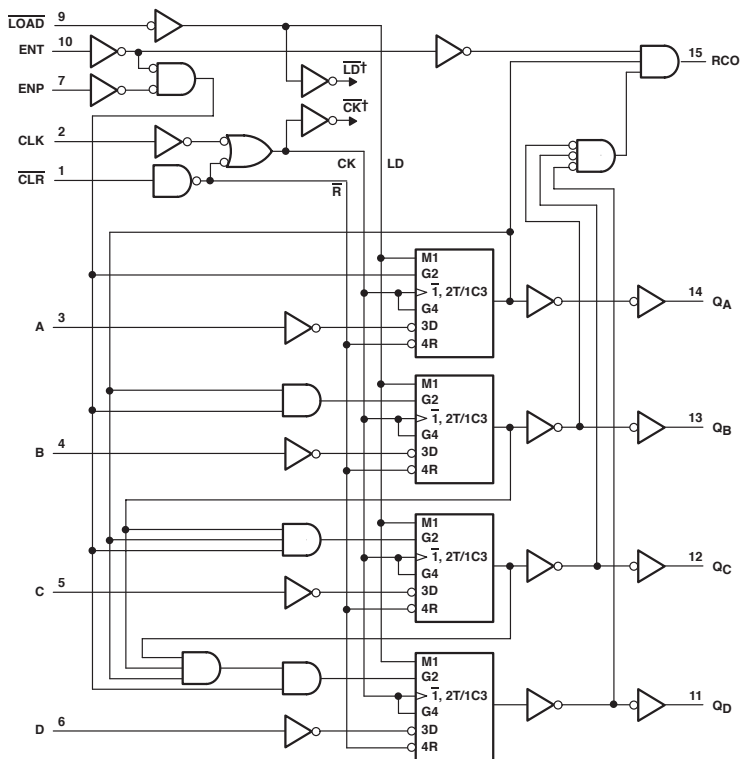 LOAD 9
ENT 10
15 RCO
LD†
ENP 7
CK†
CLK 2
CLR 1
CK LD
R
M1
G2
1, 2T/1C3
G4
A 3
3D
4R
14 QA
M1
G2
1, 2T/1C3
G4
B 4
3D
4R
13 QB
M1
G2
1, 2T/1C3
G4
C 5
3D
4R
12 QC
M1
G2
1, 2T/1C3
G4
D 6
3D
4R
11 QD